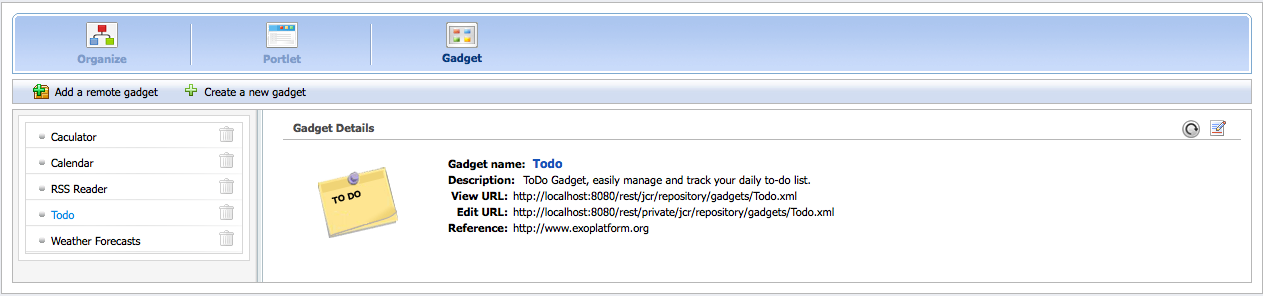 Organize
Portlet
Gadget
Add a remote gadget
Create a new gadget
Caculator
Calendar
RSS Reader
Todo
Weather Forecasts
Gadget Details
TO DO
Gadget name: Todo
Description: ToDo Gadget, easily manage and track your daily to-do list.
View URL: http://localhost:8080/rest/jcr/repository/gadgets/Todo.xml
Edit URL: http://localhost:8080/rest/private/jcr/repository/gadgets/Todo.xml
Reference: http://www.exoplatform.org